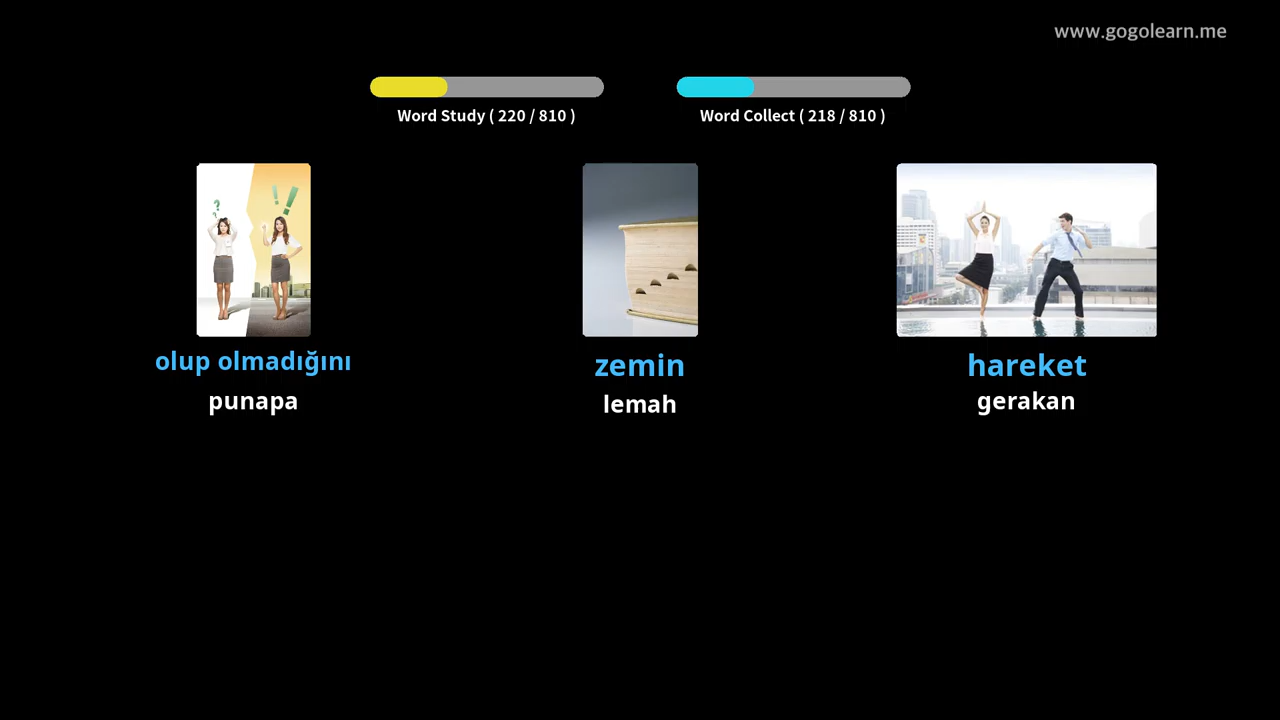 www.gogolearn.me
Word Study ( 220 / 810 )
Word Collect ( 218 / 810 )
olup olmadığını
punapa
zemin
lemah
hareket
gerakan